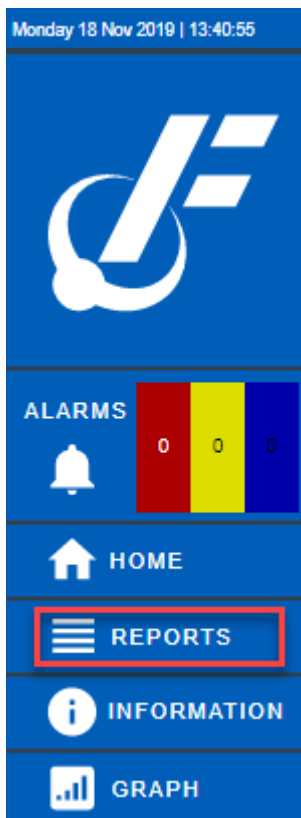 Monday 18 Nov 2019 | 13:40:55
ALARMS
0 0 0
HOME
REPORTS
INFORMATION
GRAPH